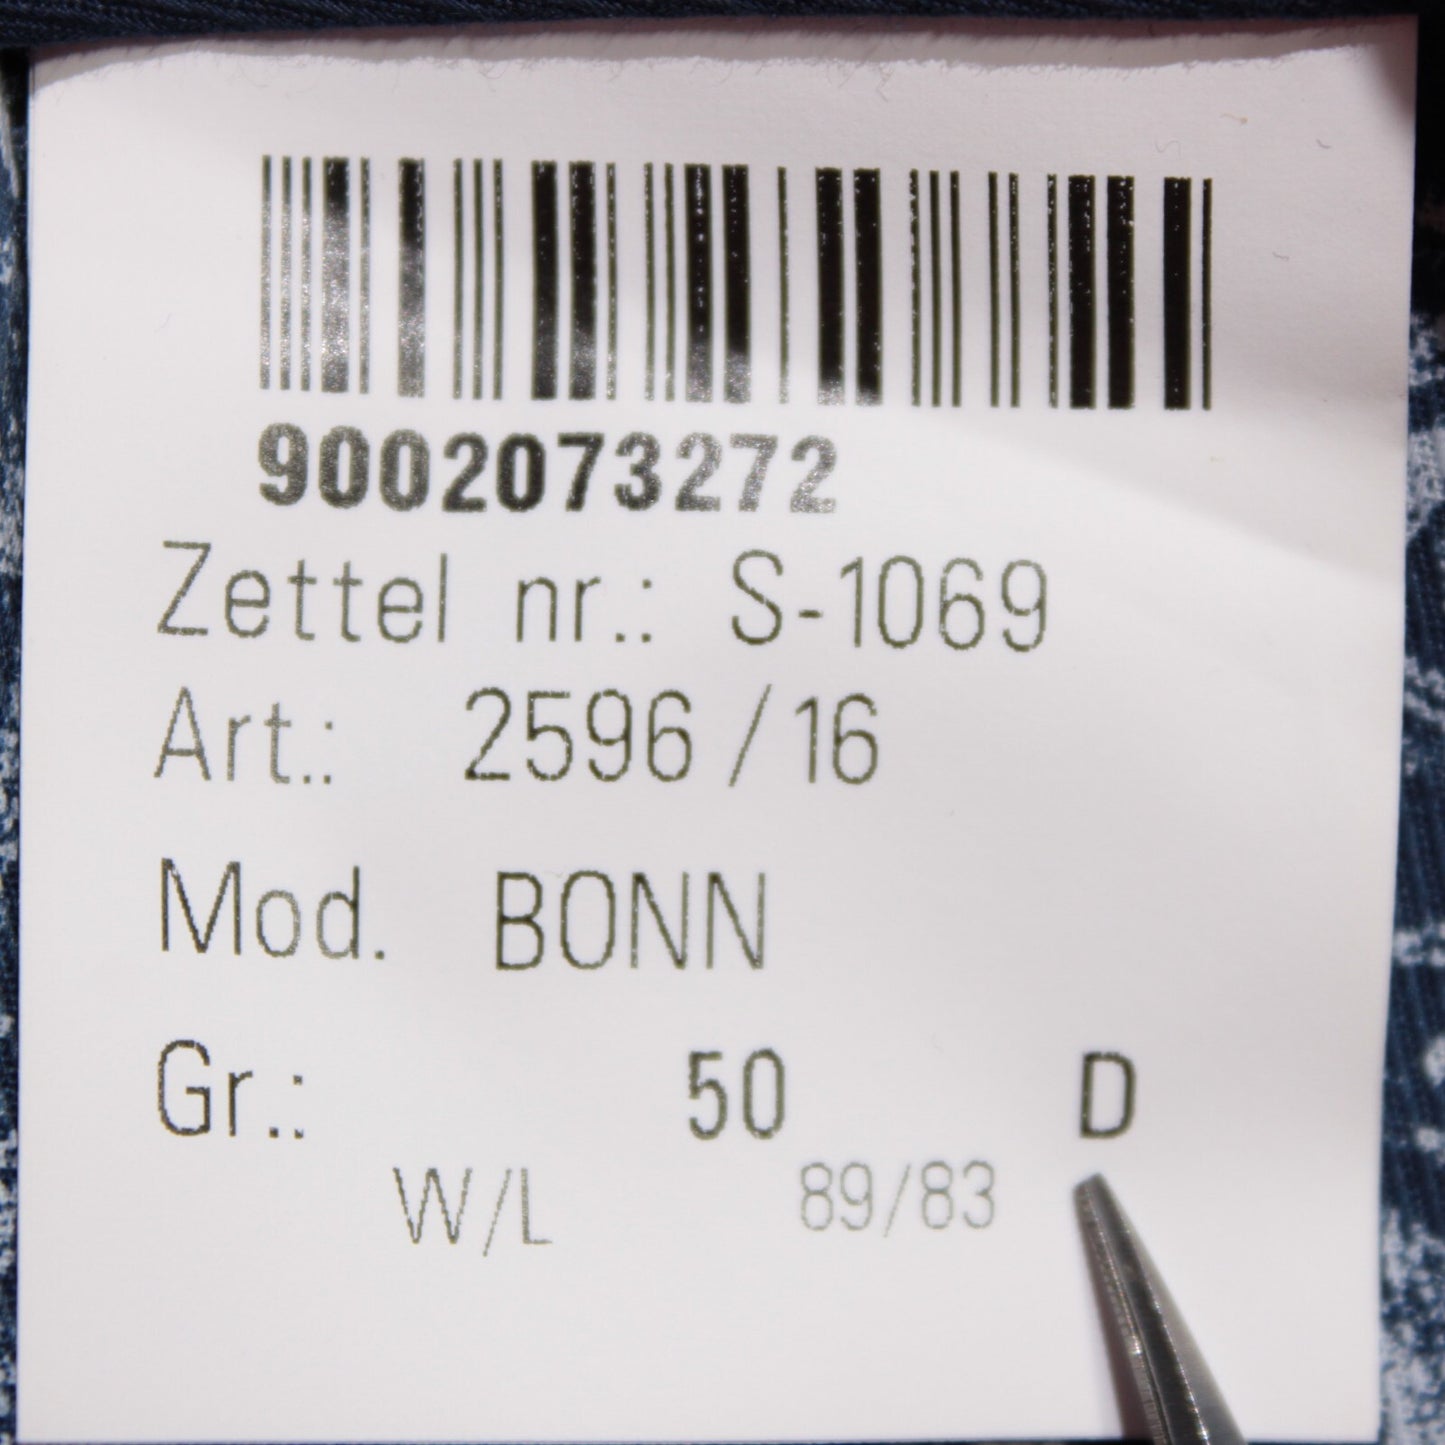 9002073272
Zettel nr.: S-1069
Art.: 2596 / 16
Mod. BONN
Gr.: 50 D
W/L 89/83